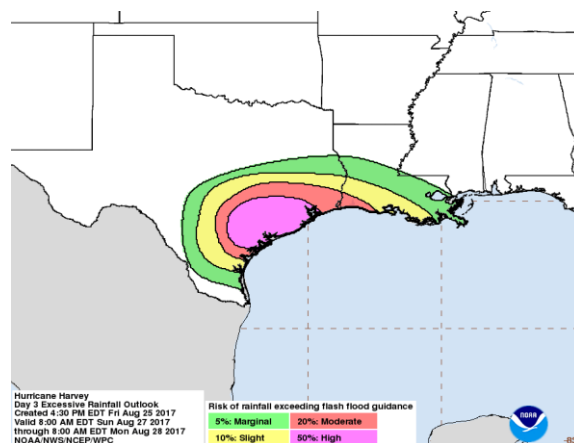 Hurricane Harvey
Day 3 Excessive Rainfall Outlook
Created 4:30 PM EDT Fri Aug 25 2017
Valid 8:00 AM EDT Sun Aug 27 2017
through 8:00 AM EDT Mon Aug 28 2017
NOAA/NWS/NCEP/WPC
Risk of rainfall exceeding flash flood guidance
5%: Marginal
20%: Moderate
10%: Slight
50%: High
NOAA